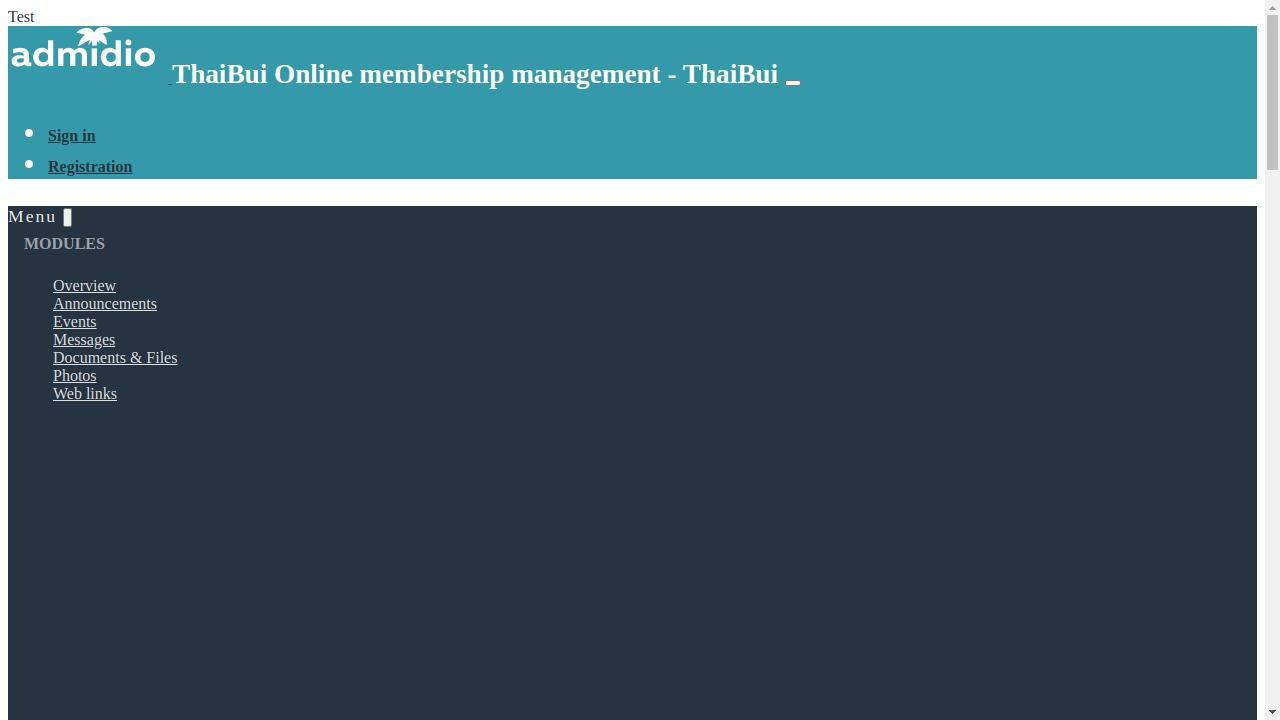 Test
admidio
ThaiBui Online membership management - ThaiBui
Sign in
Registration
Menu
MODULES
Overview
Announcements
Events
Messages
Documents & Files
Photos
Web links